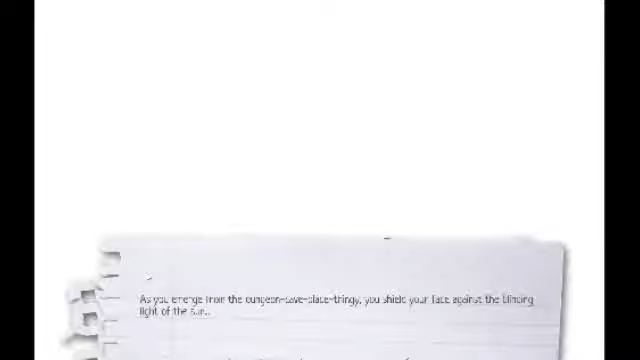 As you emerge from the dungeon-cave-place-thingy, you shield your face against the blinding
light of the sun..